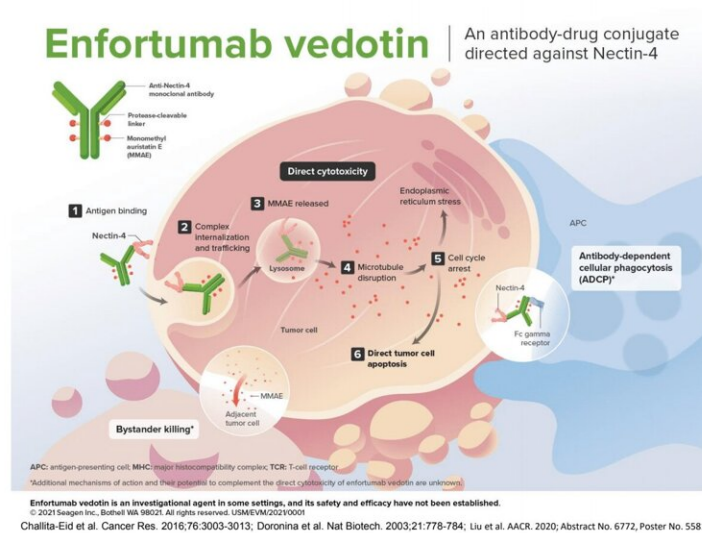 Enfortumab vedotin
An antibody-drug conjugate
directed against Nectin-4
Anti-Nectin-4
monoclonal antibody
Protease-cleavable
linker
Monomethyl
auristatin E
(MMAE)
Direct cytotoxicity
1 Antigen binding
Nectin-4
2 Complex
internalization
and trafficking
3 MMAE released
Lysosome
Endoplasmic
reticulum stress
4 Microtubule
disruption
5 Cell cycle
arrest
Tumor cell
6 Direct tumor cell
apoptosis
APC
Antibody-dependent
cellular phagocytosis
(ADCP)*
Nectin-4
Fc gamma
receptor
MMAE
Adjacent
tumor cell
Bystander killing*
APC: antigen-presenting cell; MHC: major histocompatibility complex; TCR: T-cell receptor
*Additional mechanisms of action and their potential to complement the direct cytotoxicity of enfortumab vedotin are unknown.
Enfortumab vedotin is an investigational agent in some settings, and its safety and efficacy have not been established.
© 2021 Seagen Inc., Bothell WA 98021. All rights reserved. USM/EVM/2021/0001
Challita-Eid et al. Cancer Res. 2016;76:3003-3013; Doronina et al. Nat Biotech. 2003;21:778-784; Liu et al. AACR. 2020; Abstract No. 6772, Poster No. 558